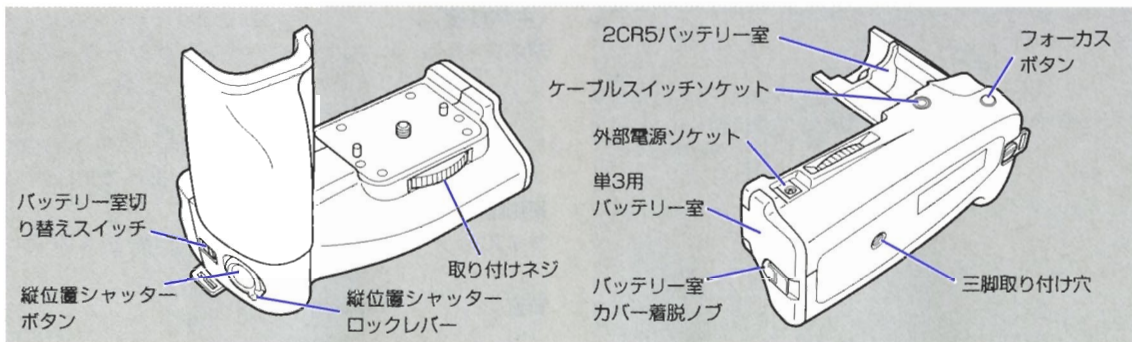 バッテリー室切
り替えスイッチ
縦位置シャッター
ボタン
縦位置シャッター
ロックレバー
取り付けネジ
2CR5バッテリー室
ケーブルスイッチソケット
外部電源ソケット
単3用
バッテリー室
バッテリー室
カバー着脱ノブ
フォーカス
ボタン
三脚取り付け穴